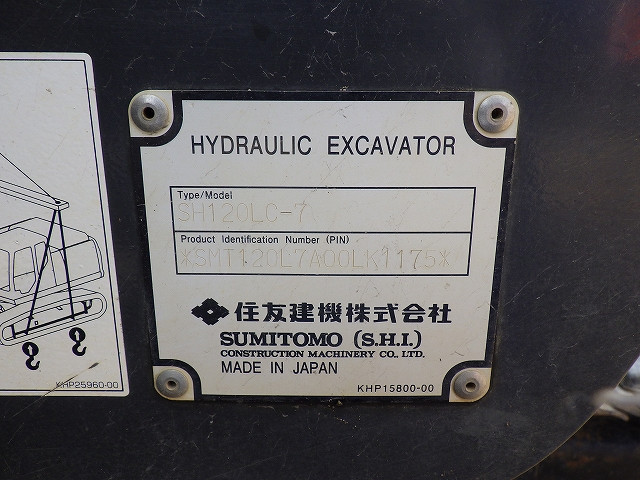 HYDRAULIC EXCAVATOR
Type/Model
SH120LC-7
Product Identification Number (PIN)
*SMT120L7A00LK1175*
住友建機株式会社
SUMITOMO (S.H.I.)
CONSTRUCTION MACHINERY CO., LTD.
MADE IN JAPAN
KHP15800-00
KHP25960-00